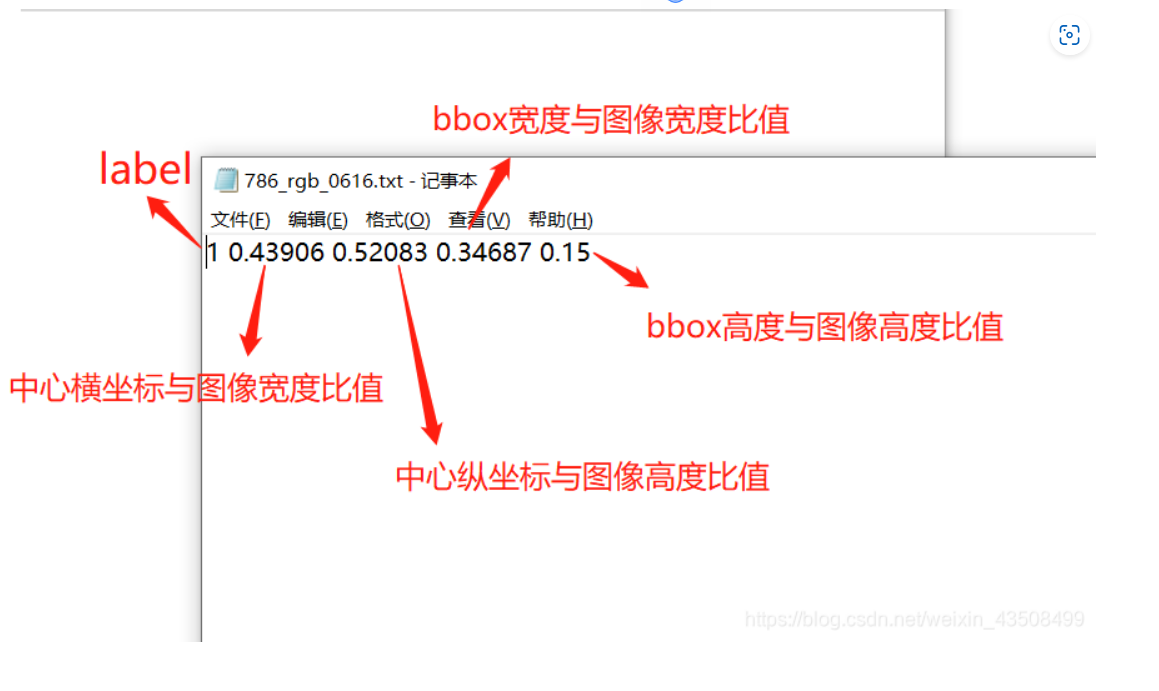 bbox宽度与图像宽度比值
label
786_rgb_0616.txt - 记事本
文件(F) 编辑(E) 格式(O) 查看(V) 帮助(H)
1 0.43906 0.52083 0.34687 0.15
bbox高度与图像高度比值
中心横坐标与图像宽度比值
中心纵坐标与图像高度比值
https://blog.csdn.net/weixin_43508499